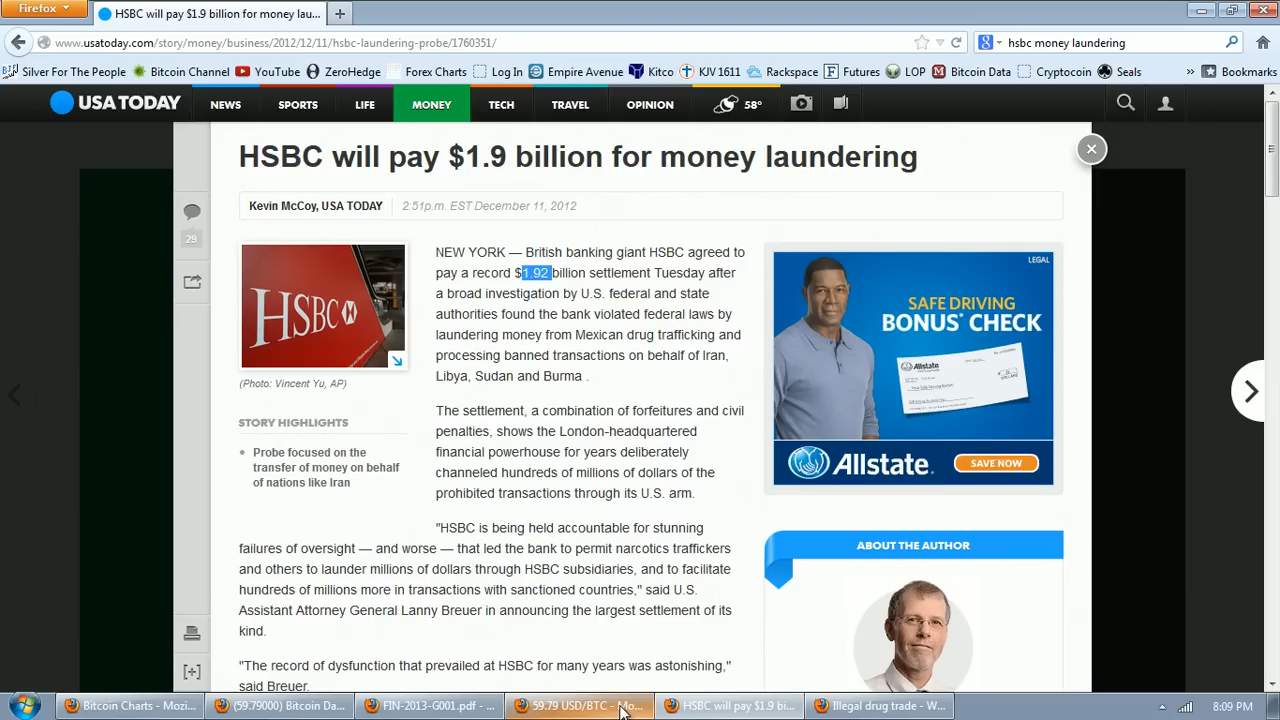 Firefox
HSBC will pay $1.9 billion for money lau...
www.usatoday.com/story/money/business/2012/12/11/hsbc-laundering-probe/1760351/
hsbc money laundering
Silver For The People Bitcoin Channel YouTube ZeroHedge Forex Charts Log In Empire Avenue Kitco KJV 1611 Rackspace Futures LOP Bitcoin Data Cryptocoin Seals » Bookmarks
USA TODAY NEWS SPORTS LIFE MONEY TECH TRAVEL OPINION 58°
HSBC will pay $1.9 billion for money laundering
Kevin McCoy, USA TODAY 2:51p.m. EST December 11, 2012
29
HSBC
(Photo: Vincent Yu, AP)
STORY HIGHLIGHTS
Probe focused on the
transfer of money on behalf
of nations like Iran
NEW YORK — British banking giant HSBC agreed to
pay a record $1.92 billion settlement Tuesday after
a broad investigation by U.S. federal and state
authorities found the bank violated federal laws by
laundering money from Mexican drug trafficking and
processing banned transactions on behalf of Iran,
Libya, Sudan and Burma .
The settlement, a combination of forfeitures and civil
penalties, shows the London-headquartered
financial powerhouse for years deliberately
channeled hundreds of millions of dollars of the
prohibited transactions through its U.S. arm.
"HSBC is being held accountable for stunning
failures of oversight — and worse — that led the bank to permit narcotics traffickers
and others to launder millions of dollars through HSBC subsidiaries, and to facilitate
hundreds of millions more in transactions with sanctioned countries," said U.S.
Assistant Attorney General Lanny Breuer in announcing the largest settlement of its
kind.
"The record of dysfunction that prevailed at HSBC for many years was astonishing,"
said Breuer.
LEGAL
SAFE DRIVING
BONUS* CHECK
Allstate.
SAVE NOW
ABOUT THE AUTHOR
Bitcoin Charts - Mozi... (59.79000) Bitcoin Da... FIN-2013-G001.pdf - ... 59.79 USD/BTC - Mo... HSBC will pay $1.9 bi... Illegal drug trade - W... 8:09 PM